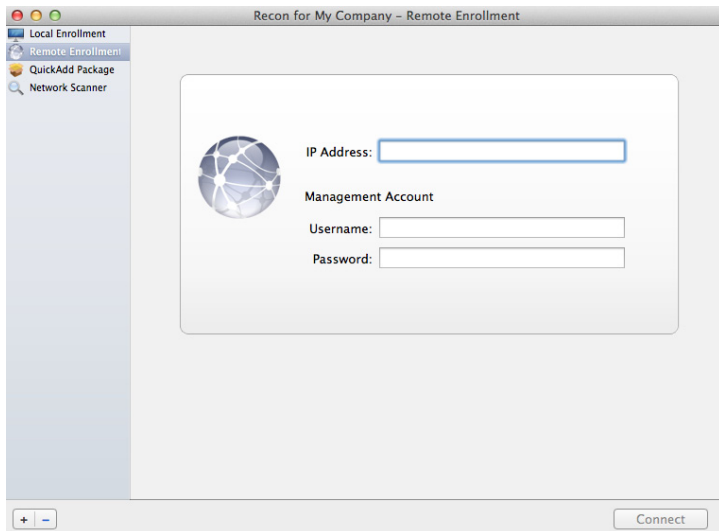 Recon for My Company – Remote Enrollment
Local Enrollment
Remote Enrollment
QuickAdd Package
Network Scanner
IP Address:
Management Account
Username:
Password:
+ –
Connect